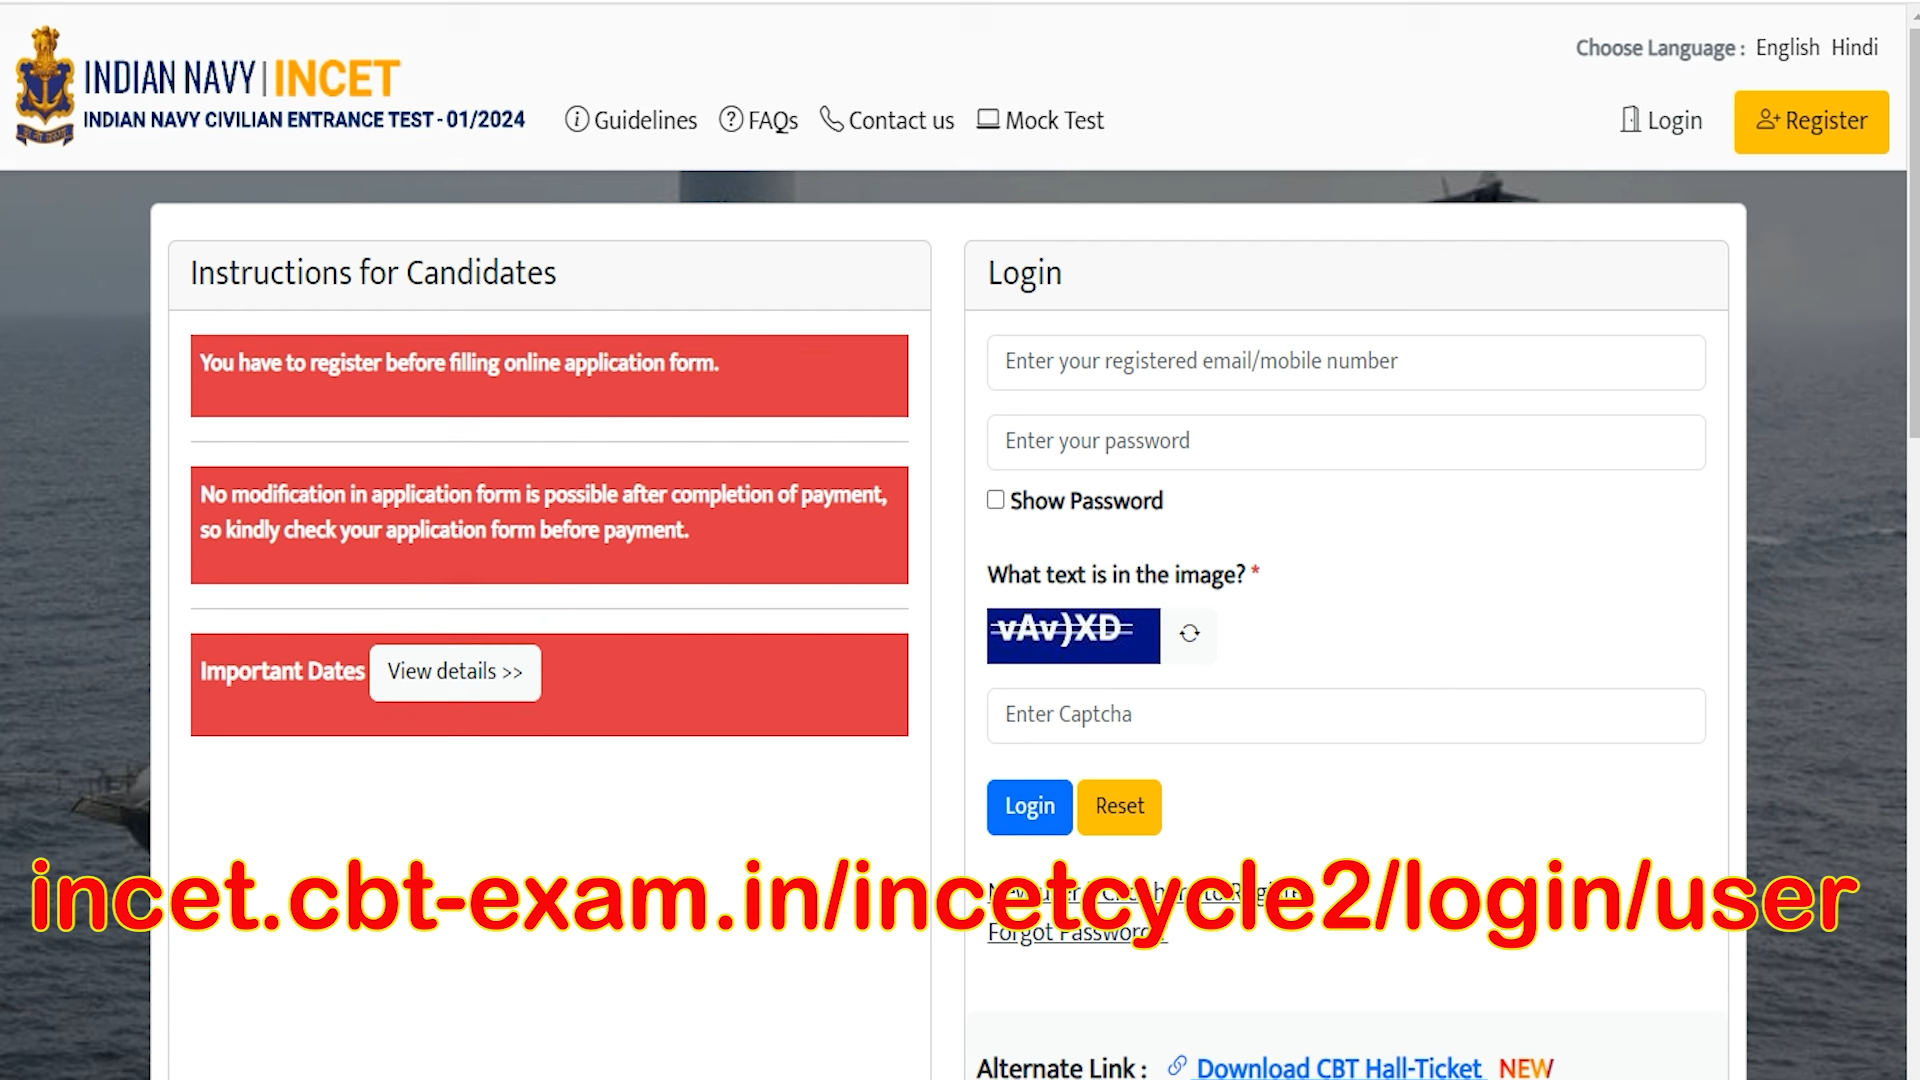 Choose Language : English Hindi
INDIAN NAVY | INCET
INDIAN NAVY CIVILIAN ENTRANCE TEST - 01/2024
Guidelines FAQs Contact us Mock Test
Login Register
Instructions for Candidates
You have to register before filling online application form.
No modification in application form is possible after completion of payment,
so kindly check your application form before payment.
Important Dates View details >>
Login
Enter your registered email/mobile number
Enter your password
Show Password
What text is in the image? *
vAv)XD
Enter Captcha
Login Reset
incet.cbt-exam.in/incetcycle2/login/user
Forgot Password
Alternate Link : Download CBT Hall-Ticket NEW